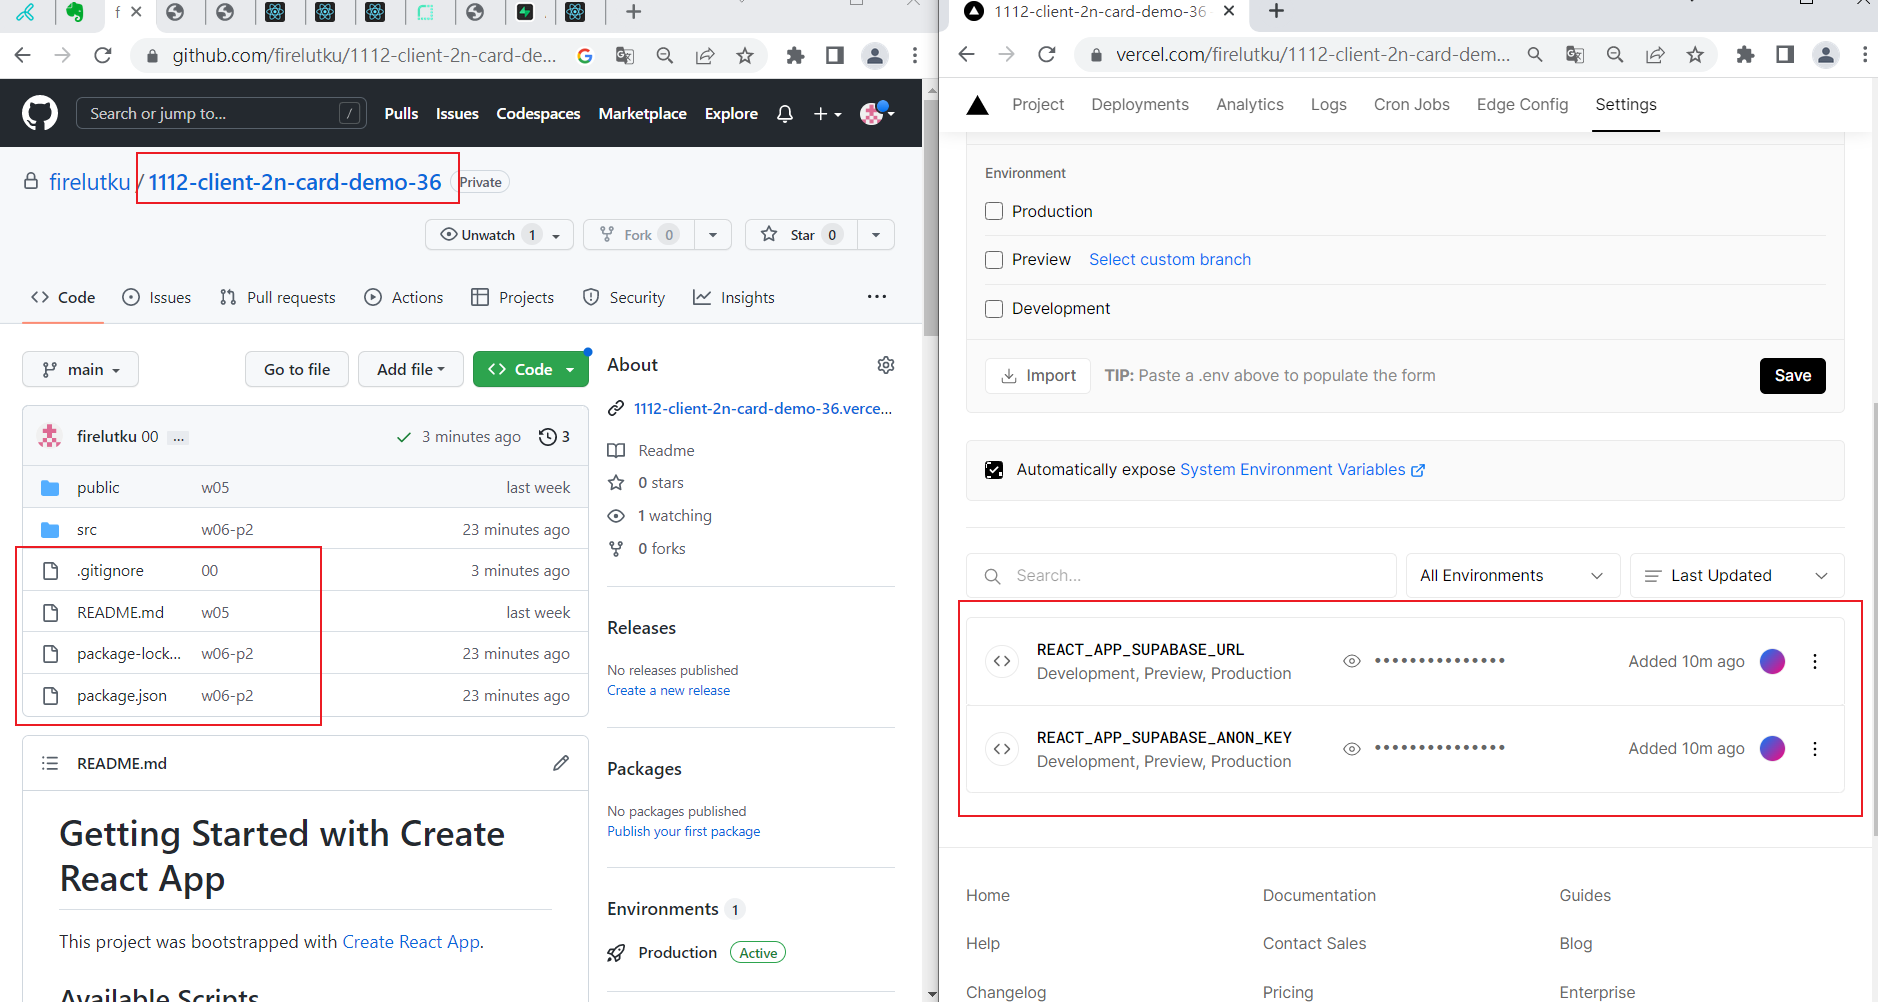 f
github.com/firelutku/1112-client-2n-card-de...
Search or jump to...
/
Pulls
Issues
Codespaces
Marketplace
Explore
firelutku / 1112-client-2n-card-demo-36
Private
Unwatch 1
Fork 0
Star 0
Code
Issues
Pull requests
Actions
Projects
Security
Insights
main
Go to file
Add file
Code
firelutku 00 ...
3 minutes ago
3
public w05 last week
src w06-p2 23 minutes ago
.gitignore 00 3 minutes ago
README.md w05 last week
package-lock... w06-p2 23 minutes ago
package.json w06-p2 23 minutes ago
README.md
Getting Started with Create
React App
This project was bootstrapped with Create React App.
Available Scripts
About
1112-client-2n-card-demo-36.verce...
Readme
0 stars
1 watching
0 forks
Releases
No releases published
Create a new release
Packages
No packages published
Publish your first package
Environments 1
Production Active
1112-client-2n-card-demo-36
vercel.com/firelutku/1112-client-2n-card-dem...
Project
Deployments
Analytics
Logs
Cron Jobs
Edge Config
Settings
Environment
Production
Preview Select custom branch
Development
Import
TIP: Paste a .env above to populate the form
Save
Automatically expose System Environment Variables
Search...
All Environments
Last Updated
REACT_APP_SUPABASE_URL
Development, Preview, Production
Added 10m ago
REACT_APP_SUPABASE_ANON_KEY
Development, Preview, Production
Added 10m ago
Home
Documentation
Guides
Help
Contact Sales
Blog
Changelog
Pricing
Enterprise